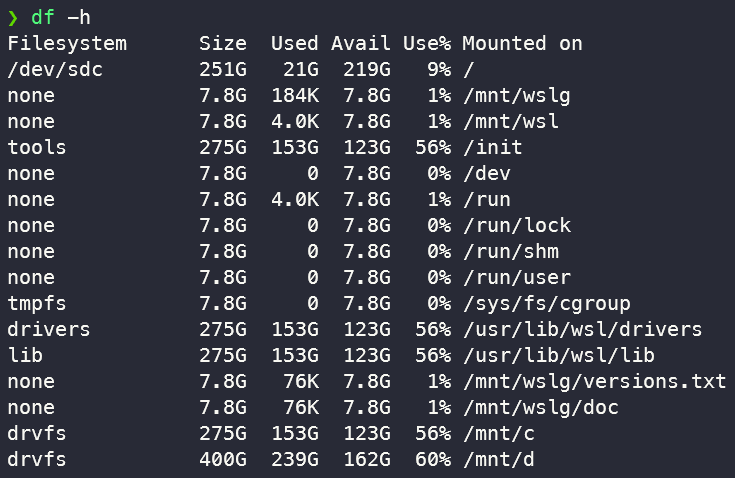 ❯ df -h
Filesystem      Size  Used Avail Use% Mounted on
/dev/sdc        251G   21G  219G   9% /
none            7.8G  184K  7.8G   1% /mnt/wslg
none            7.8G  4.0K  7.8G   1% /mnt/wsl
tools           275G  153G  123G  56% /init
none            7.8G     0  7.8G   0% /dev
none            7.8G  4.0K  7.8G   1% /run
none            7.8G     0  7.8G   0% /run/lock
none            7.8G     0  7.8G   0% /run/shm
none            7.8G     0  7.8G   0% /run/user
tmpfs           7.8G     0  7.8G   0% /sys/fs/cgroup
drivers         275G  153G  123G  56% /usr/lib/wsl/drivers
lib             275G  153G  123G  56% /usr/lib/wsl/lib
none            7.8G   76K  7.8G   1% /mnt/wslg/versions.txt
none            7.8G   76K  7.8G   1% /mnt/wslg/doc
drvfs           275G  153G  123G  56% /mnt/c
drvfs           400G  239G  162G  60% /mnt/d